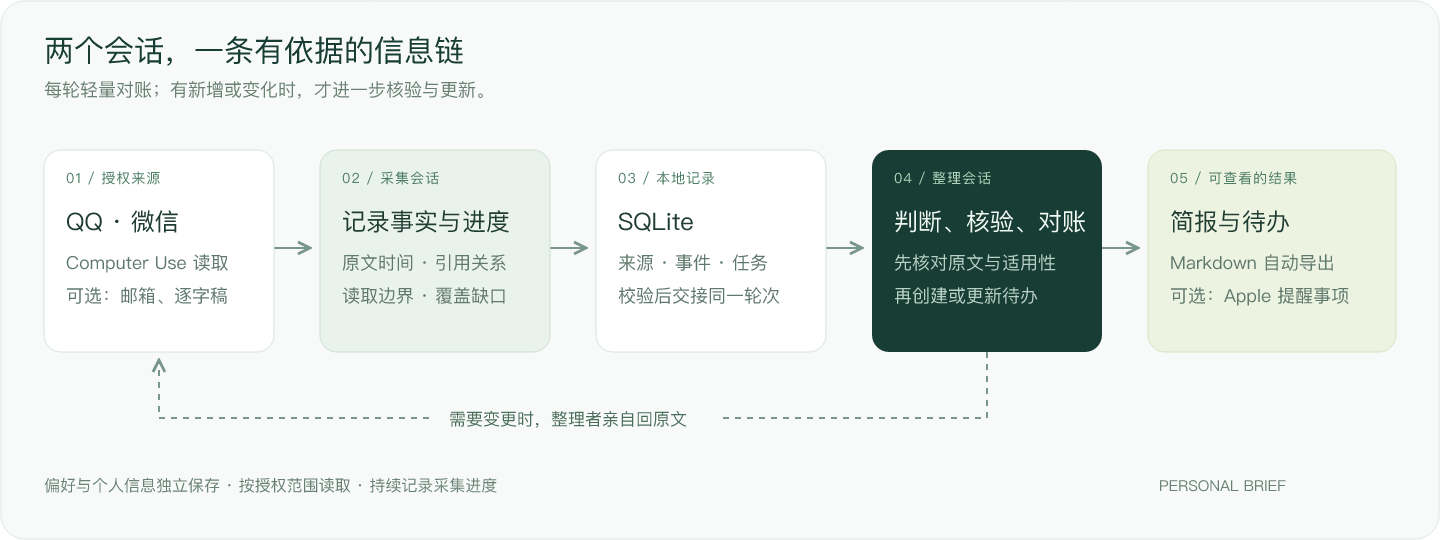 两个会话，一条有依据的信息链
每轮轻量对账；有新增或变化时，才进一步核验与更新。
01 / 授权来源
QQ · 微信
Computer Use 读取
可选：邮箱、逐字稿
02 / 采集会话
记录事实与进度
原文时间 · 引用关系
读取边界 · 覆盖缺口
03 / 本地记录
SQLite
来源 · 事件 · 任务
校验后交接同一轮次
04 / 整理会话
判断、核验、对账
先核对原文与适用性
再创建或更新待办
05 / 可查看的结果
简报与待办
Markdown 自动导出
可选：Apple 提醒事项
需要变更时，整理者亲自回原文
偏好与个人信息独立保存 · 按授权范围读取 · 持续记录采集进度
PERSONAL BRIEF